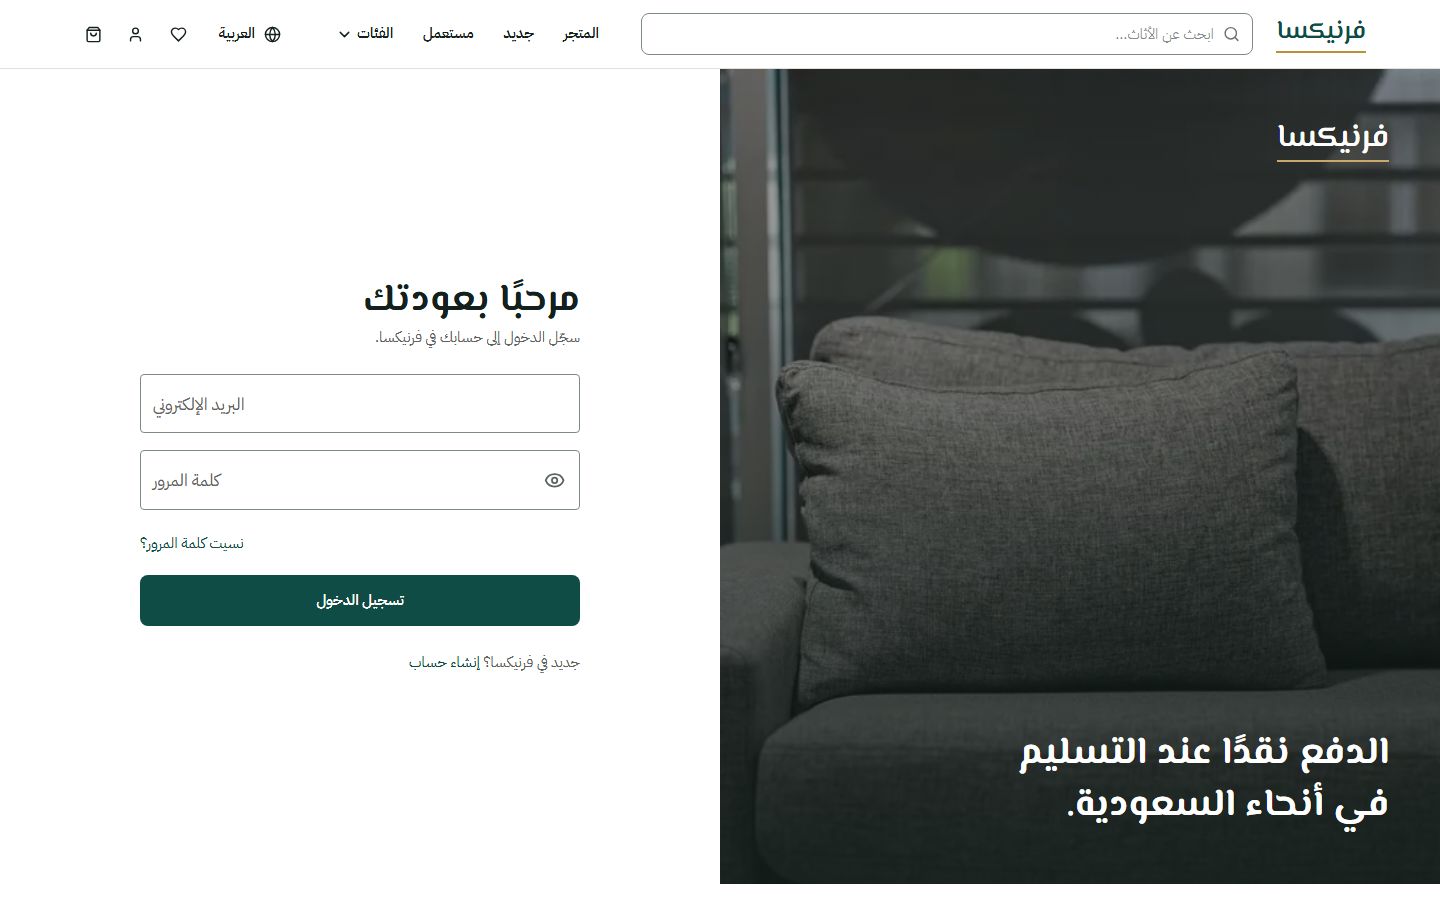 فرنيكسا
ابحث عن الأثاث...
المتجر
جديد
مستعمل
الفئات
العربية
فرنيكسا
الدفع نقدًا عند التسليم
في أنحاء السعودية.
مرحبًا بعودتك
سجّل الدخول إلى حسابك في فرنيكسا.
البريد الإلكتروني
كلمة المرور
نسيت كلمة المرور؟
تسجيل الدخول
جديد في فرنيكسا؟ إنشاء حساب